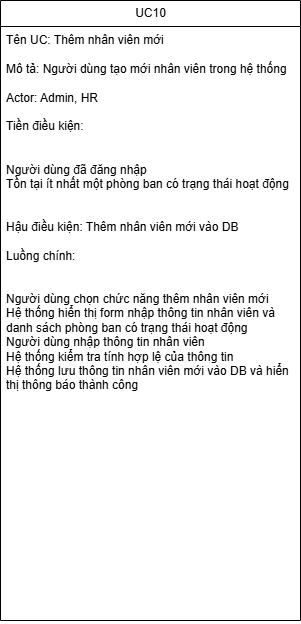 UC10
Tên UC: Thêm nhân viên mới
Mô tả: Người dùng tạo mới nhân viên trong hệ thống
Actor: Admin, HR
Tiền điều kiện:
Người dùng đã đăng nhập
Tồn tại ít nhất một phòng ban có trạng thái hoạt động
Hậu điều kiện: Thêm nhân viên mới vào DB
Luồng chính:
Người dùng chọn chức năng thêm nhân viên mới
Hệ thống hiển thị form nhập thông tin nhân viên và
danh sách phòng ban có trạng thái hoạt động
Người dùng nhập thông tin nhân viên
Hệ thống kiểm tra tính hợp lệ của thông tin
Hệ thống lưu thông tin nhân viên mới vào DB và hiển
thị thông báo thành công